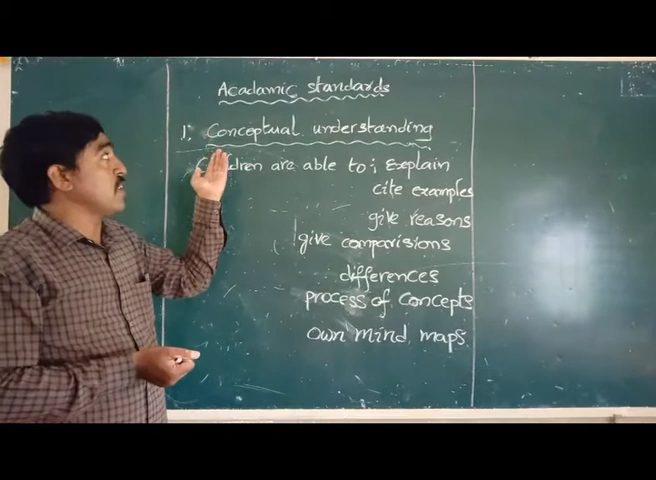 Acadamic standards
1. Conceptual understanding
are able to; Explain
cite examples
give reasons
give comparisions
differences
process of Concepts
Own mind maps